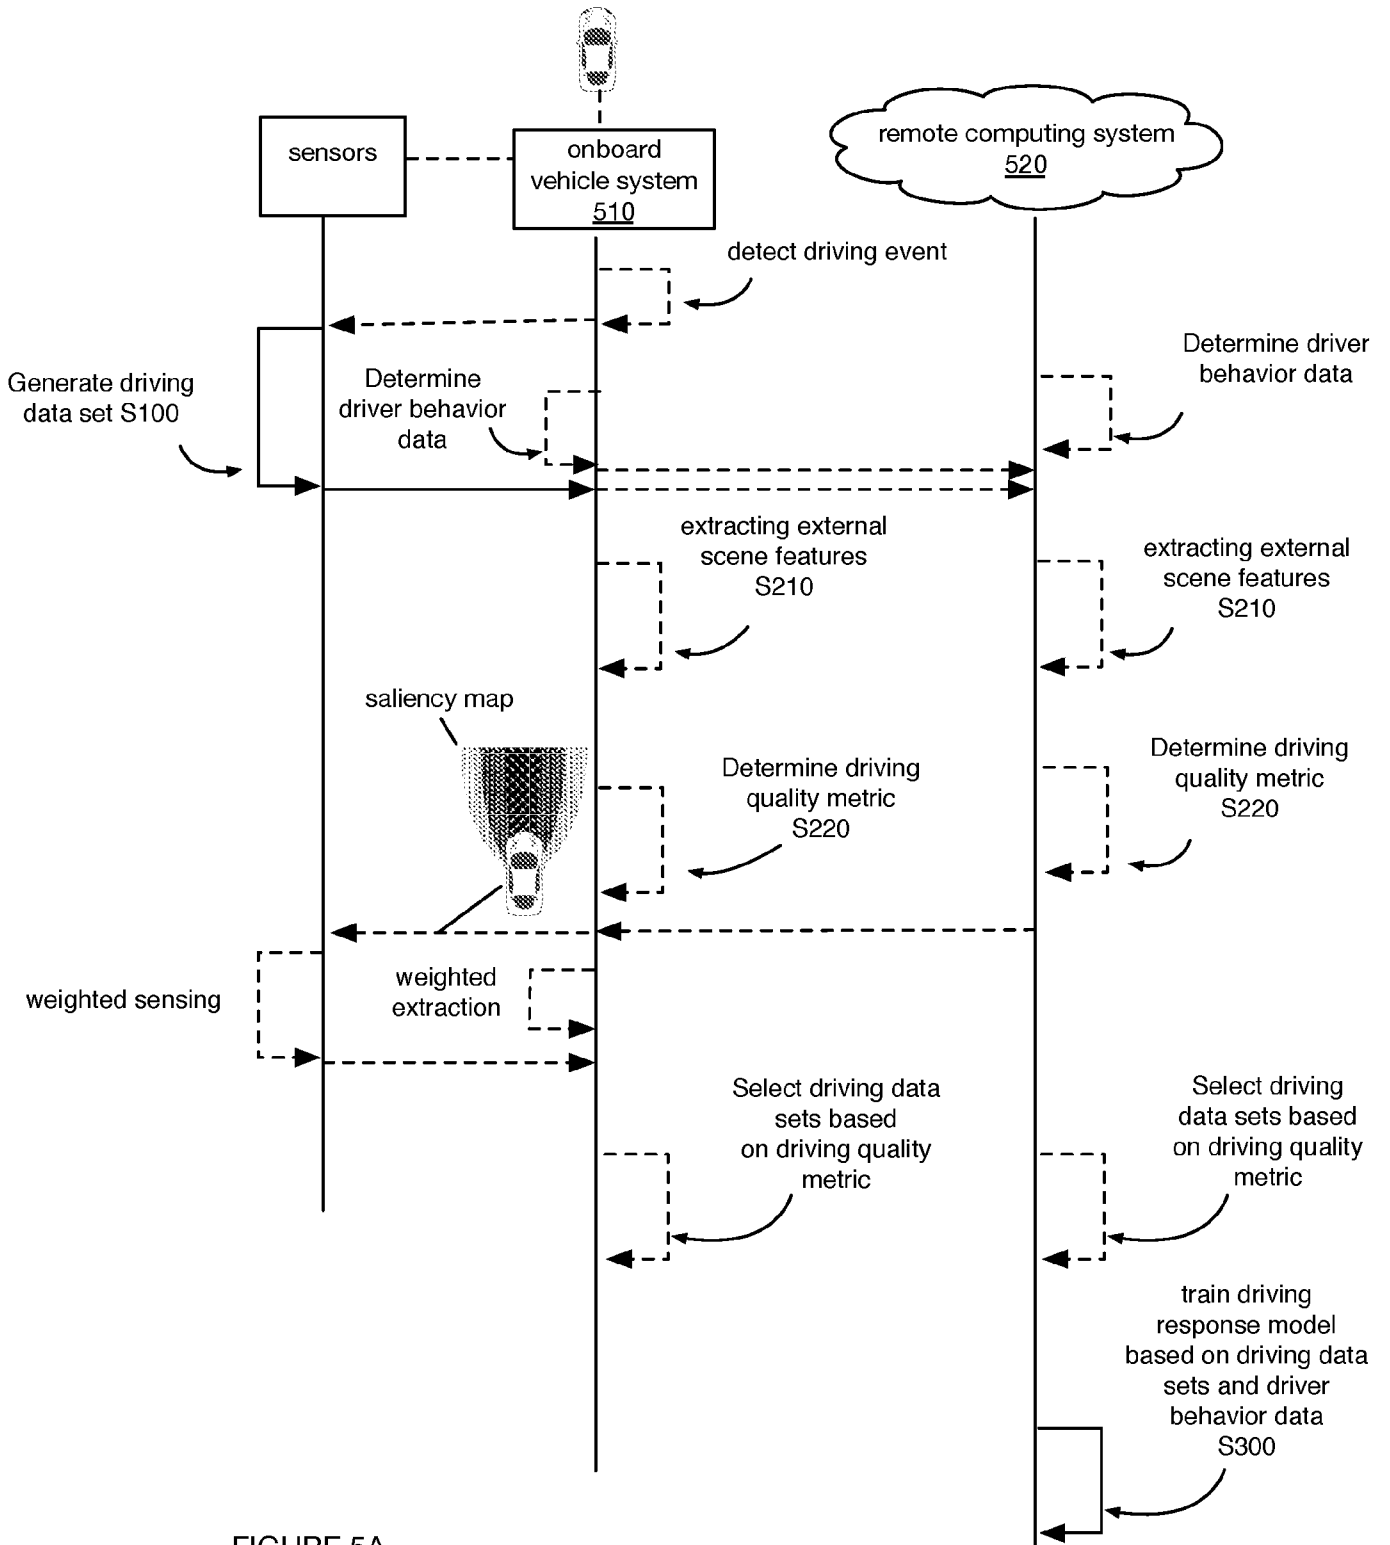 sensors
onboard
vehicle system
510
remote computing system
520
detect driving event
Generate driving
data set S100
Determine
driver behavior
data
Determine driver
behavior data
extracting external
scene features
S210
extracting external
scene features
S210
saliency map
Determine driving
quality metric
S220
Determine driving
quality metric
S220
weighted sensing
weighted
extraction
Select driving data
sets based
on driving quality
metric
Select driving
data sets based
on driving quality
metric
train driving
response model
based on driving data
sets and driver
behavior data
S300
FIGURE 5A